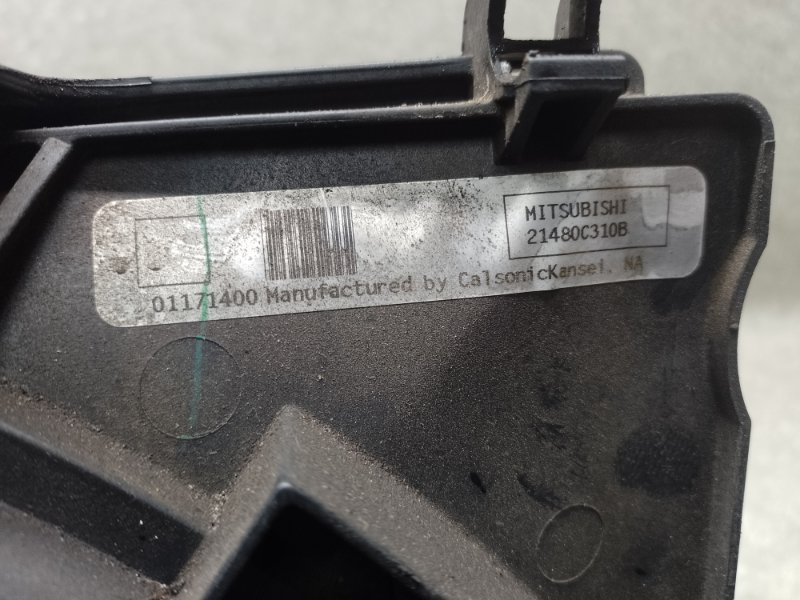 MITSUBISHI
21480C310B
01171400 Manufactured by CalsonicKansei, NA